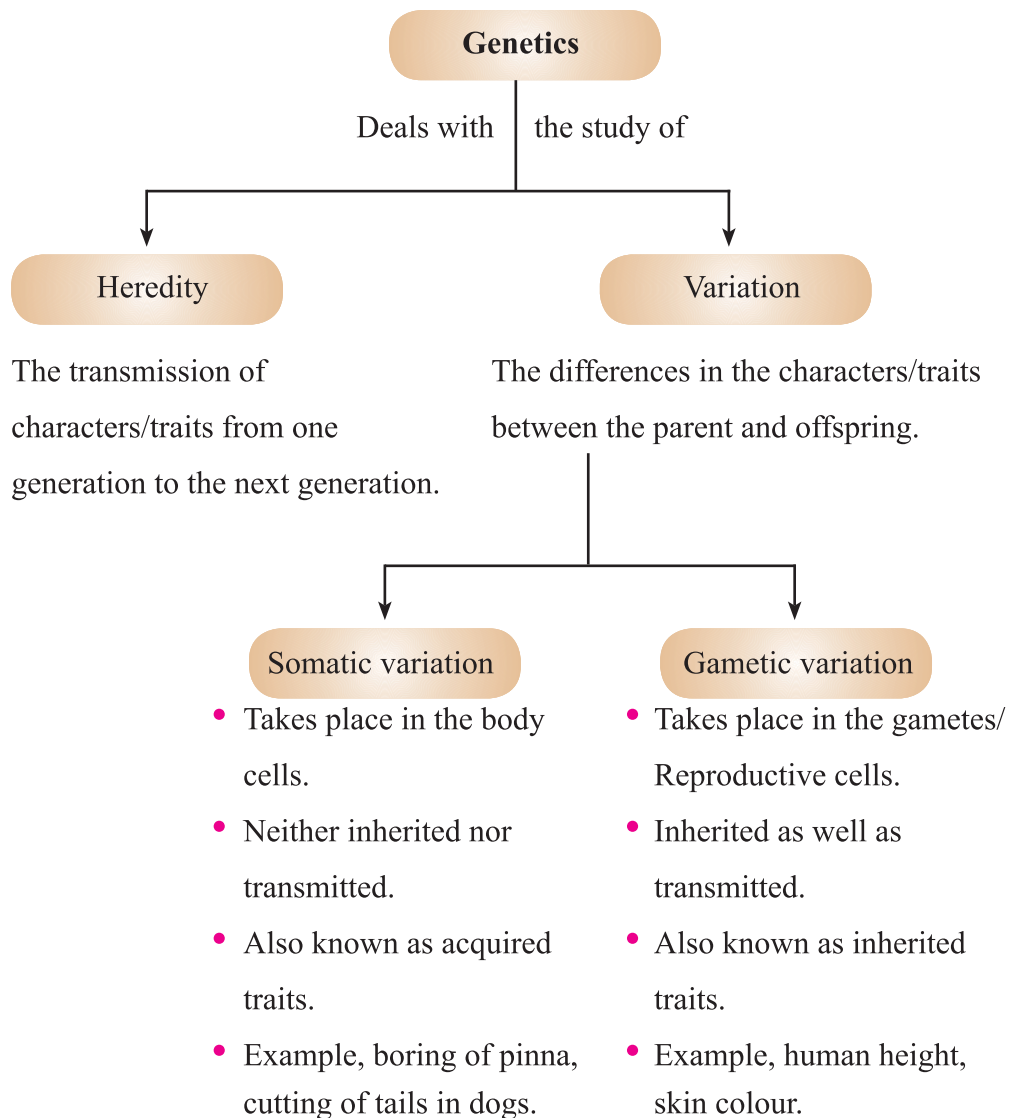 Genetics
Deals with the study of
Heredity
The transmission of
characters/traits from one
generation to the next generation.
Variation
The differences in the characters/traits
between the parent and offspring.
Somatic variation
• Takes place in the body
cells.
• Neither inherited nor
transmitted.
• Also known as acquired
traits.
• Example, boring of pinna,
cutting of tails in dogs.
Gametic variation
• Takes place in the gametes/
Reproductive cells.
• Inherited as well as
transmitted.
• Also known as inherited
traits.
• Example, human height,
skin colour.